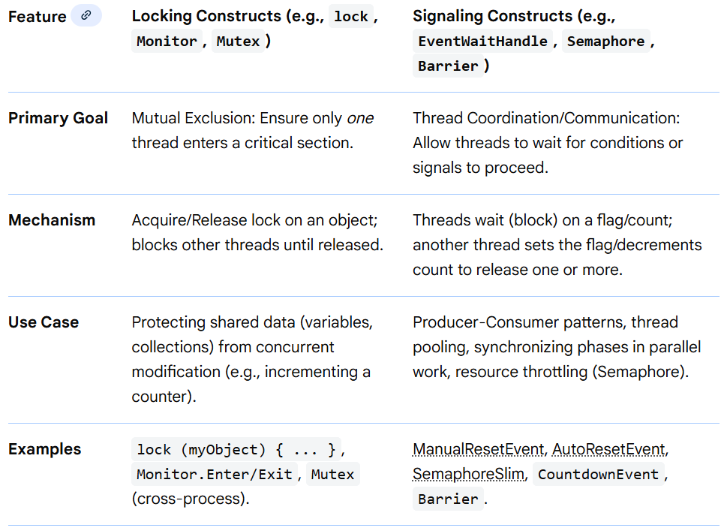 Feature
Locking Constructs (e.g., lock,
Monitor, Mutex)
Signaling Constructs (e.g.,
EventWaitHandle, Semaphore,
Barrier)
Primary Goal
Mutual Exclusion: Ensure only one
thread enters a critical section.
Thread Coordination/Communication:
Allow threads to wait for conditions or
signals to proceed.
Mechanism
Acquire/Release lock on an object;
blocks other threads until released.
Threads wait (block) on a flag/count;
another thread sets the flag/decrements
count to release one or more.
Use Case
Protecting shared data (variables,
collections) from concurrent
modification (e.g., incrementing a
counter).
Producer-Consumer patterns, thread
pooling, synchronizing phases in parallel
work, resource throttling (Semaphore).
Examples
lock (myObject) { ... },
Monitor.Enter/Exit, Mutex
(cross-process).
ManualResetEvent, AutoResetEvent,
SemaphoreSlim, CountdownEvent,
Barrier.